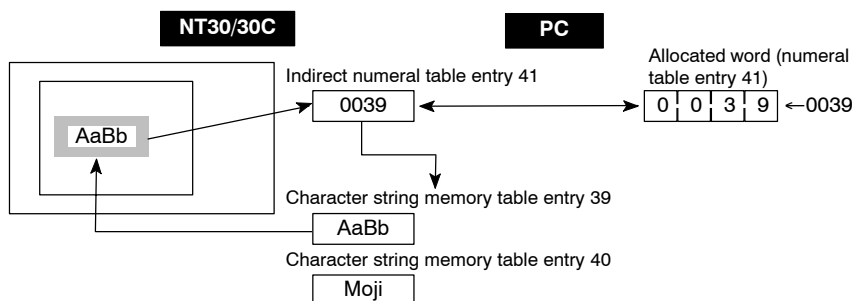 NT30/30C
PC
Allocated word (numeral
table entry 41)
Indirect numeral table entry 41
0039
0 0 3 9 ←0039
AaBb
Character string memory table entry 39
AaBb
Character string memory table entry 40
Moji